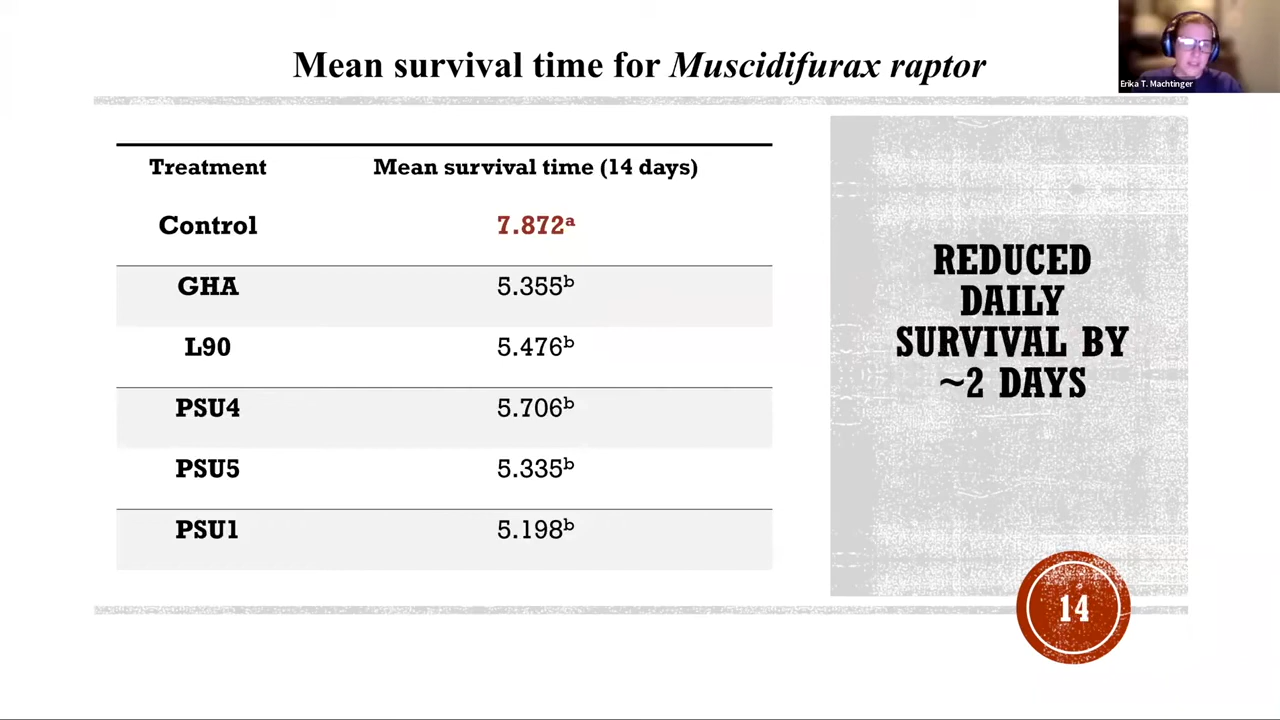 Mean survival time for Muscidifurax raptor
Erika T. Machtinger
Treatment Mean survival time (14 days)
Control 7.872ᵃ
GHA 5.355ᵇ
L90 5.476ᵇ
PSU4 5.706ᵇ
PSU5 5.335ᵇ
PSU1 5.198ᵇ
REDUCED
DAILY
SURVIVAL BY
~2 DAYS
14